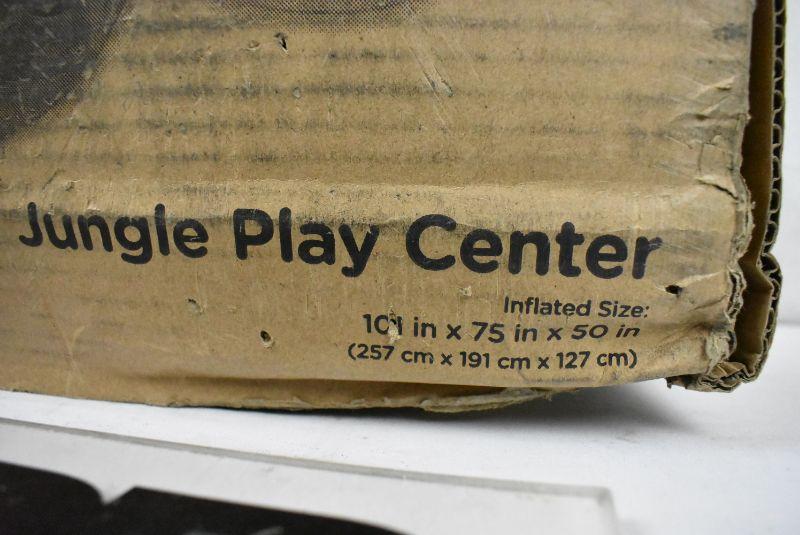 Jungle Play Center
Inflated Size:
101 in x 75 in x 50 in
(257 cm x 191 cm x 127 cm)